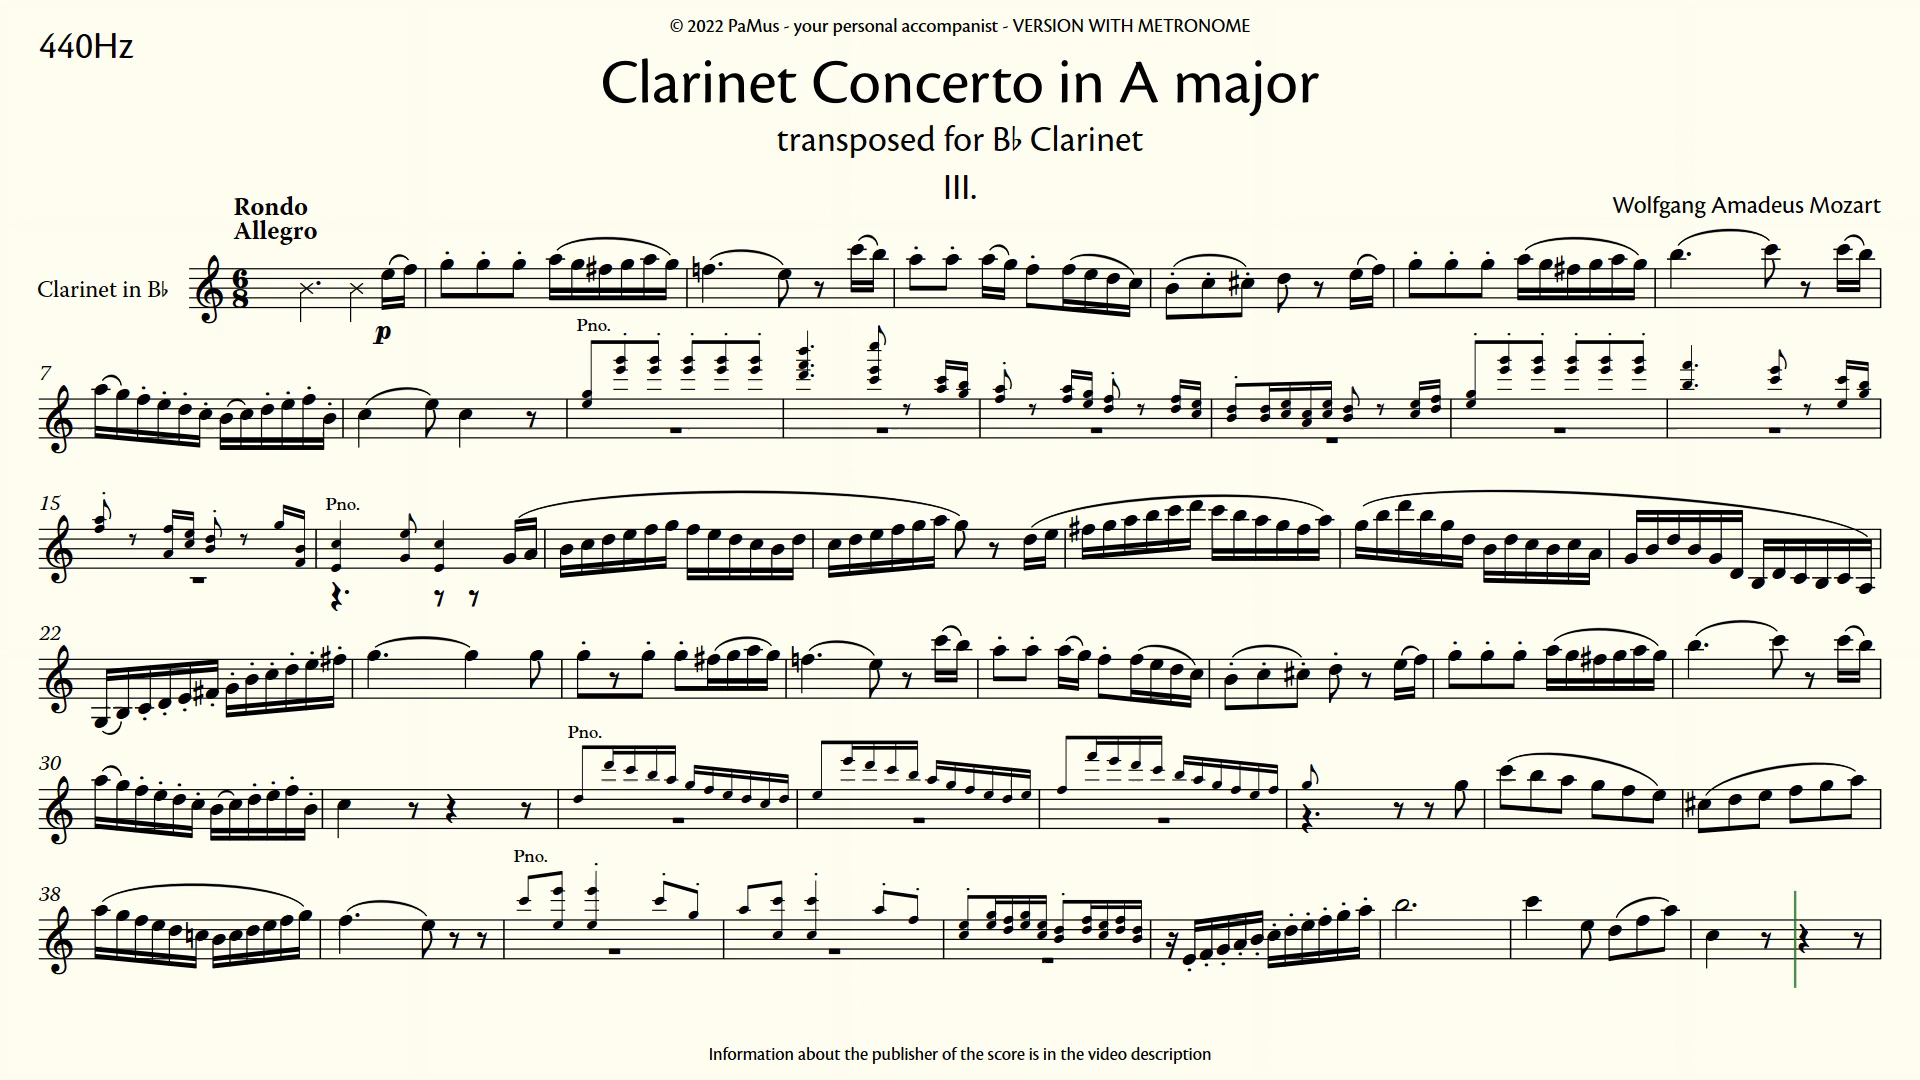 © 2022 PaMus - your personal accompanist - VERSION WITH METRONOME
440Hz
Clarinet Concerto in A major
transposed for B♭ Clarinet
III.
Rondo
Allegro
Wolfgang Amadeus Mozart
Clarinet in B♭
6
8
p
Pno.
7
15
Pno.
22
Pno.
30
Pno.
38
Information about the publisher of the score is in the video description